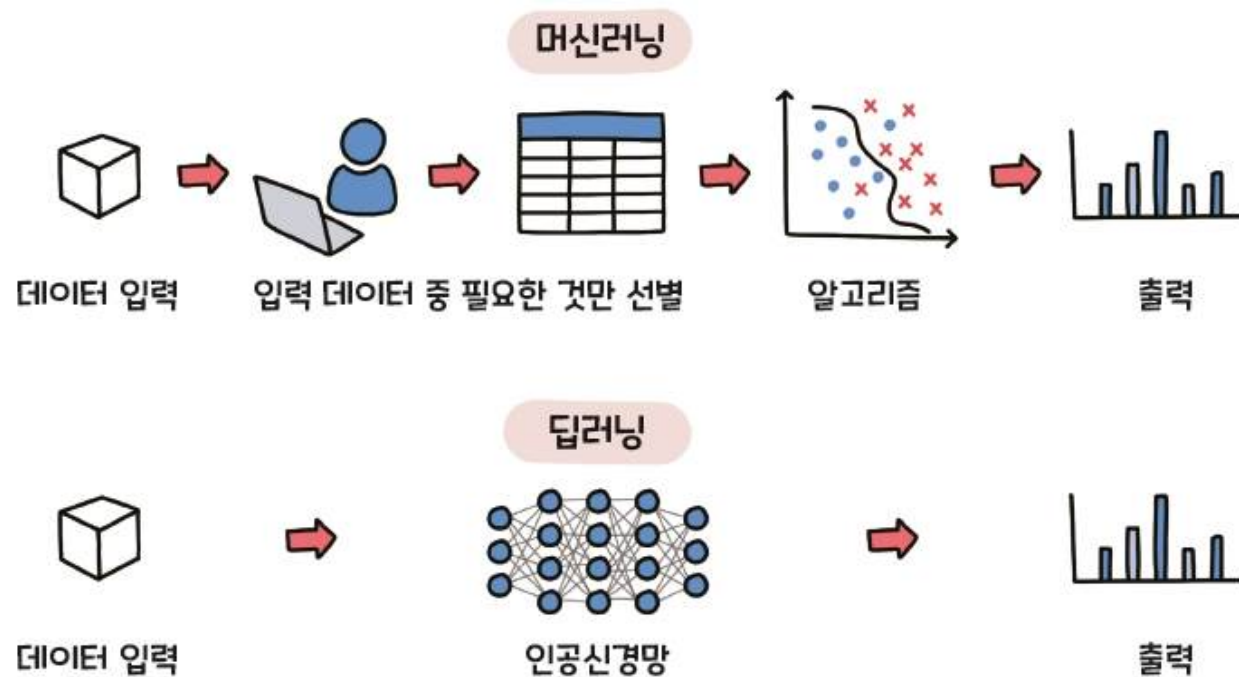 머신러닝
데이터 입력
입력 데이터 중 필요한 것만 선별
알고리즘
출력
딥러닝
데이터 입력
인공신경망
출력